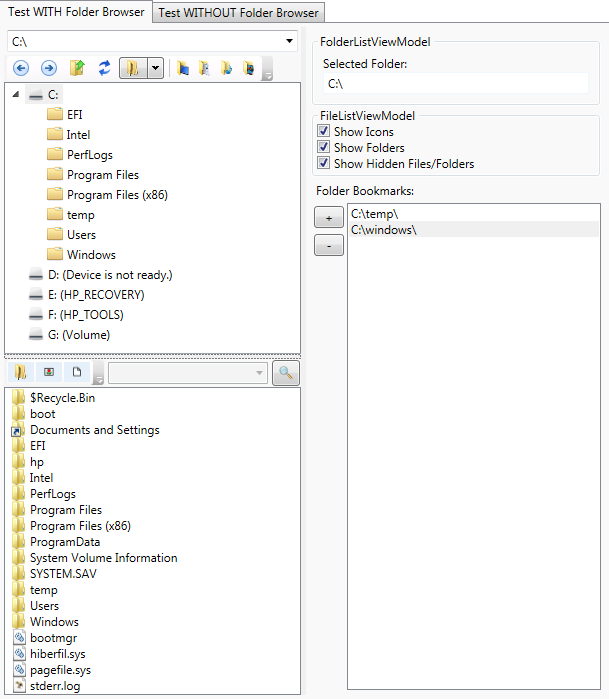 Test WITH Folder Browser
Test WITHOUT Folder Browser
C:\
C:
EFI
Intel
PerfLogs
Program Files
Program Files (x86)
temp
Users
Windows
D: (Device is not ready.)
E: (HP_RECOVERY)
F: (HP_TOOLS)
G: (Volume)
$Recycle.Bin
boot
Documents and Settings
EFI
hp
Intel
PerfLogs
Program Files
Program Files (x86)
ProgramData
System Volume Information
SYSTEM.SAV
temp
Users
Windows
bootmgr
hiberfil.sys
pagefile.sys
stderr.log
FolderListViewModel
Selected Folder:
C:\
FileListViewModel
Show Icons
Show Folders
Show Hidden Files/Folders
Folder Bookmarks:
+
-
C:\temp\
C:\windows\